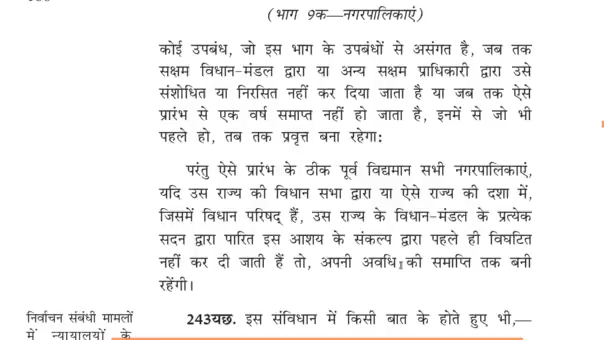 (भाग 9क—नगरपालिकाएं)
कोई उपबंध, जो इस भाग के उपबंधों से असंगत है, जब तक
सक्षम विधान-मंडल द्वारा या अन्य सक्षम प्राधिकारी द्वारा उसे
संशोधित या निरसित नहीं कर दिया जाता है या जब तक ऐसे
प्रारंभ से एक वर्ष समाप्त नहीं हो जाता है, इनमें से जो भी
पहले हो, तब तक प्रवृत्त बना रहेगा:
परंतु ऐसे प्रारंभ के ठीक पूर्व विद्यमान सभी नगरपालिकाएं,
यदि उस राज्य की विधान सभा द्वारा या ऐसे राज्य की दशा में,
जिसमें विधान परिषद् हैं, उस राज्य के विधान-मंडल के प्रत्येक
सदन द्वारा पारित इस आशय के संकल्प द्वारा पहले ही विघटित
नहीं कर दी जाती हैं तो, अपनी अवधि की समाप्ति तक बनी
रहेंगी।
निर्वाचन संबंधी मामलों
में न्यायालयों के
243यछ. इस संविधान में किसी बात के होते हुए भी,—